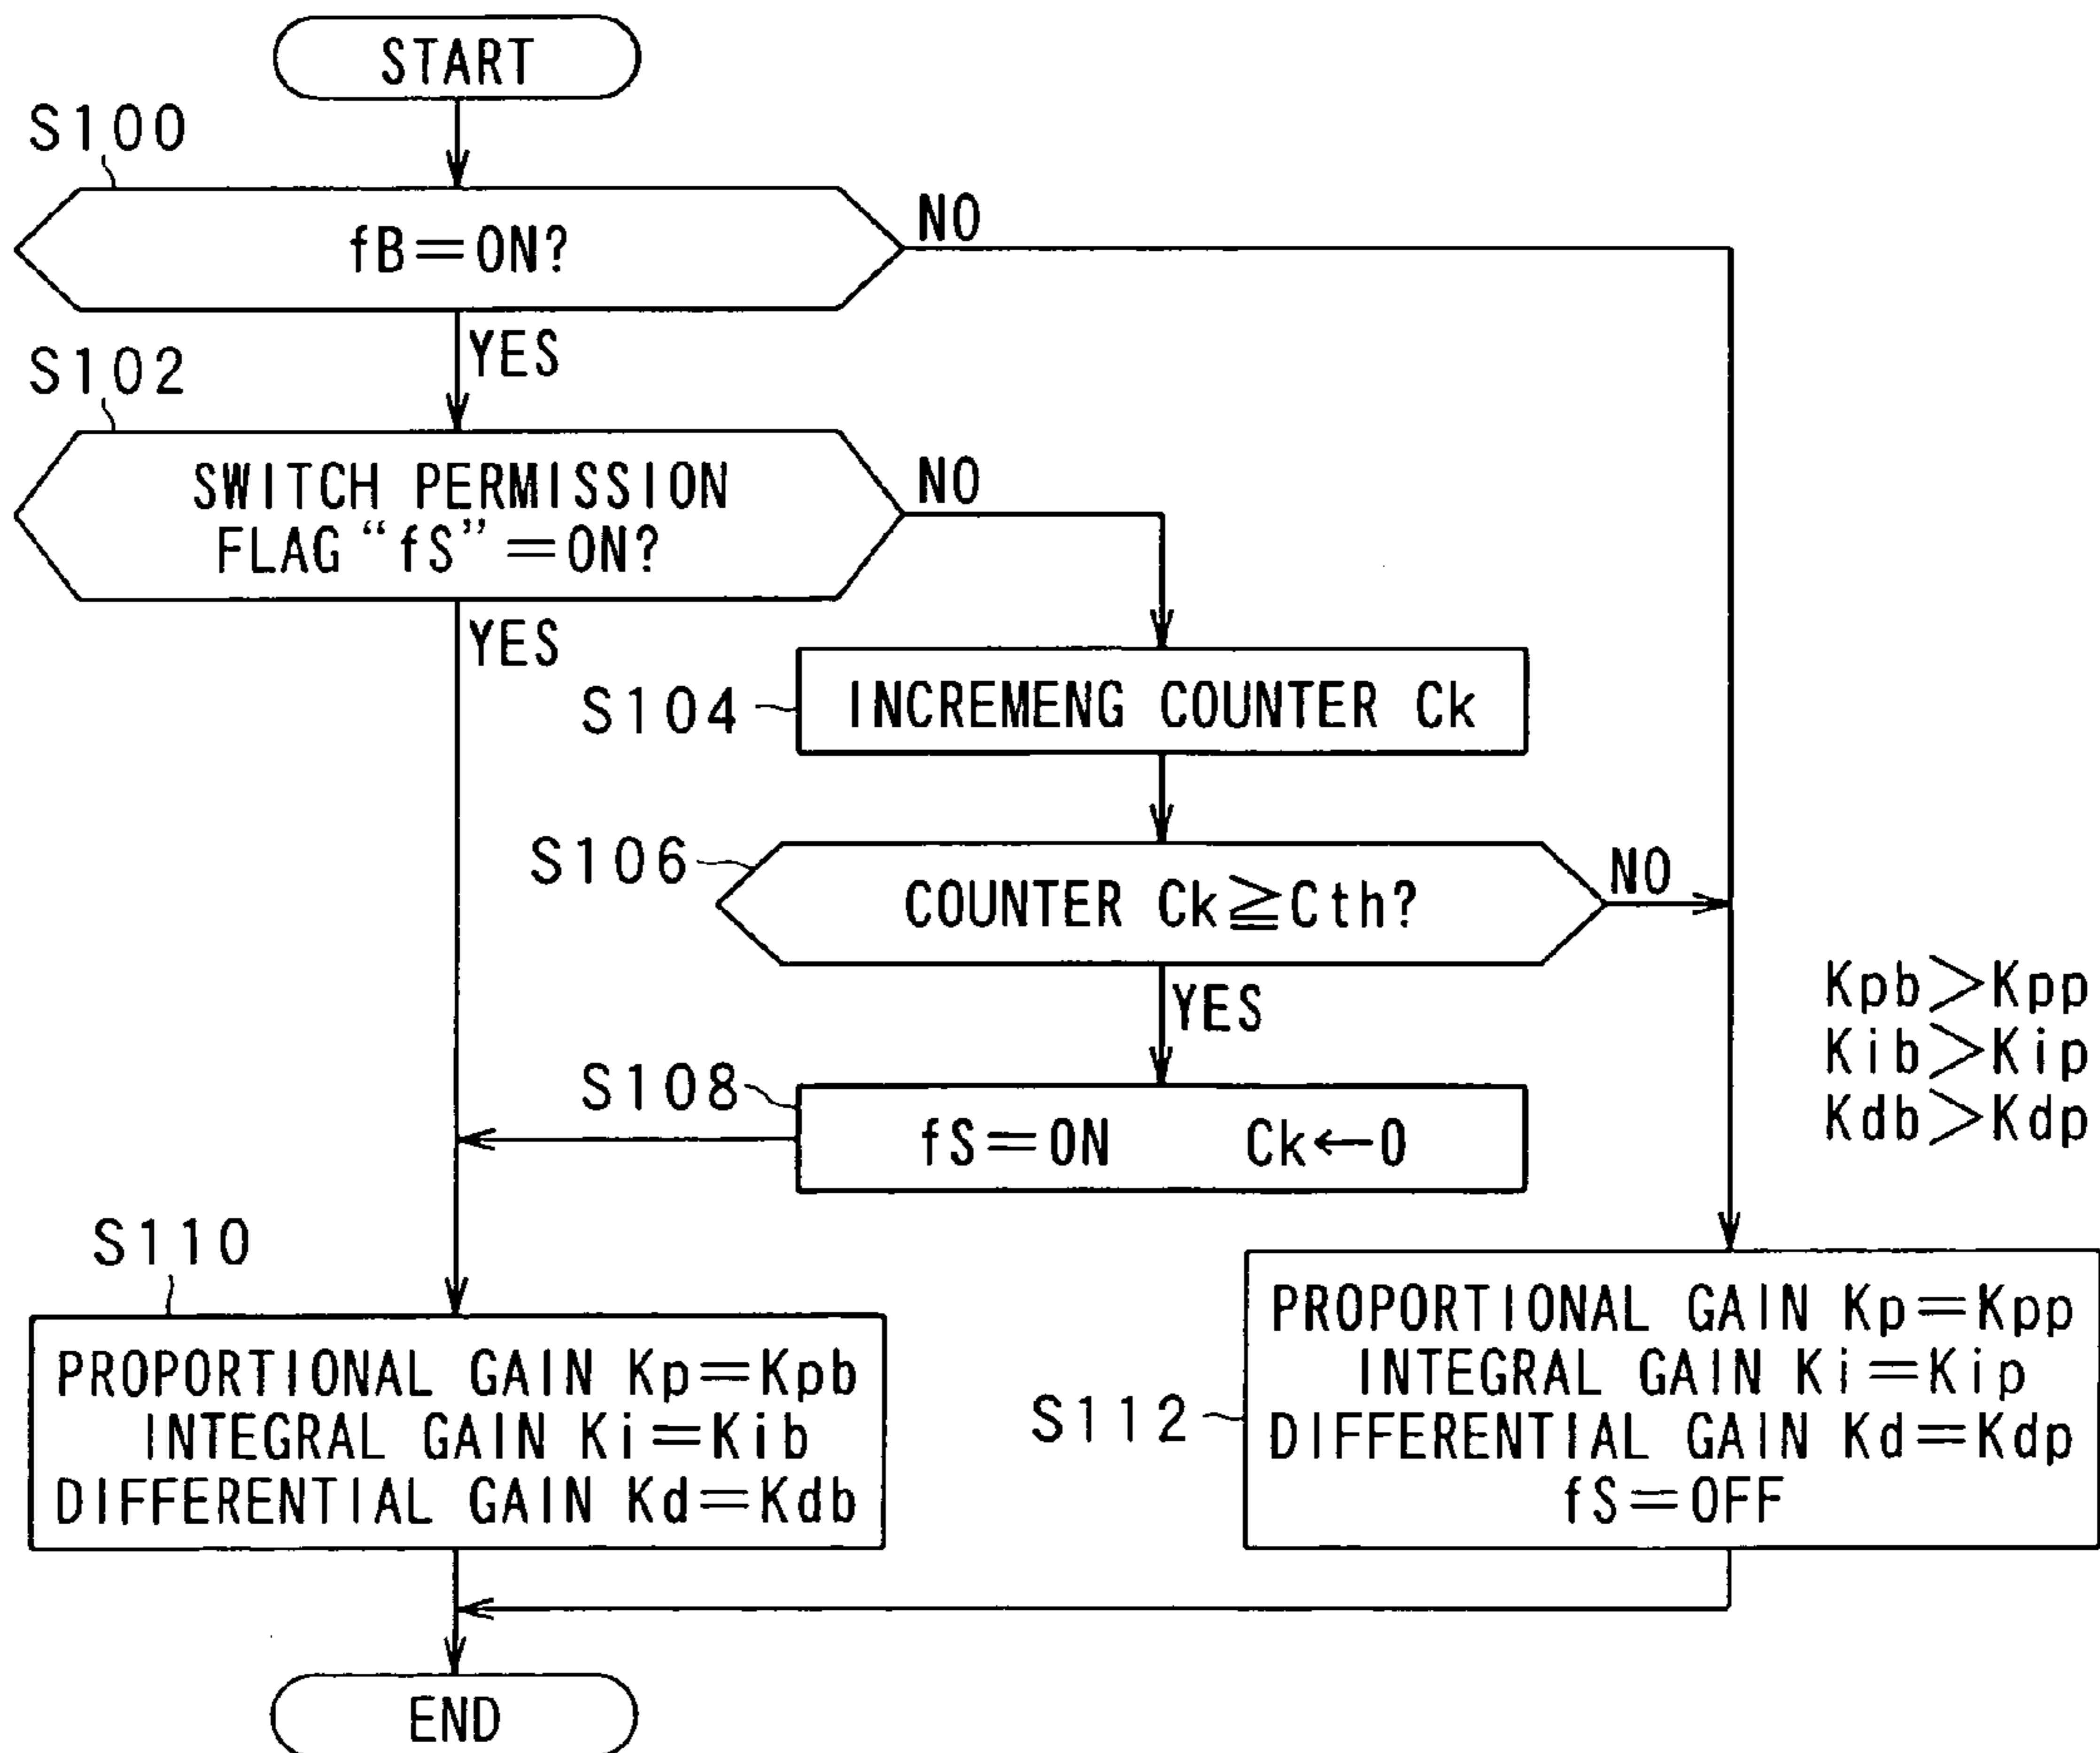 START
S100
fB=ON?
NO
YES
S102
SWITCH PERMISSION
FLAG “fS”=ON?
NO
YES
S104
INCREMENG COUNTER Ck
S106
COUNTER Ck≧Cth?
NO
YES
Kpb>Kpp
Kib>Kip
Kdb>Kdp
S108
fS=ON Ck←0
S110
PROPORTIONAL GAIN Kp=Kpb
INTEGRAL GAIN Ki=Kib
DIFFERENTIAL GAIN Kd=Kdb
S112
PROPORTIONAL GAIN Kp=Kpp
INTEGRAL GAIN Ki=Kip
DIFFERENTIAL GAIN Kd=Kdp
fS=OFF
END